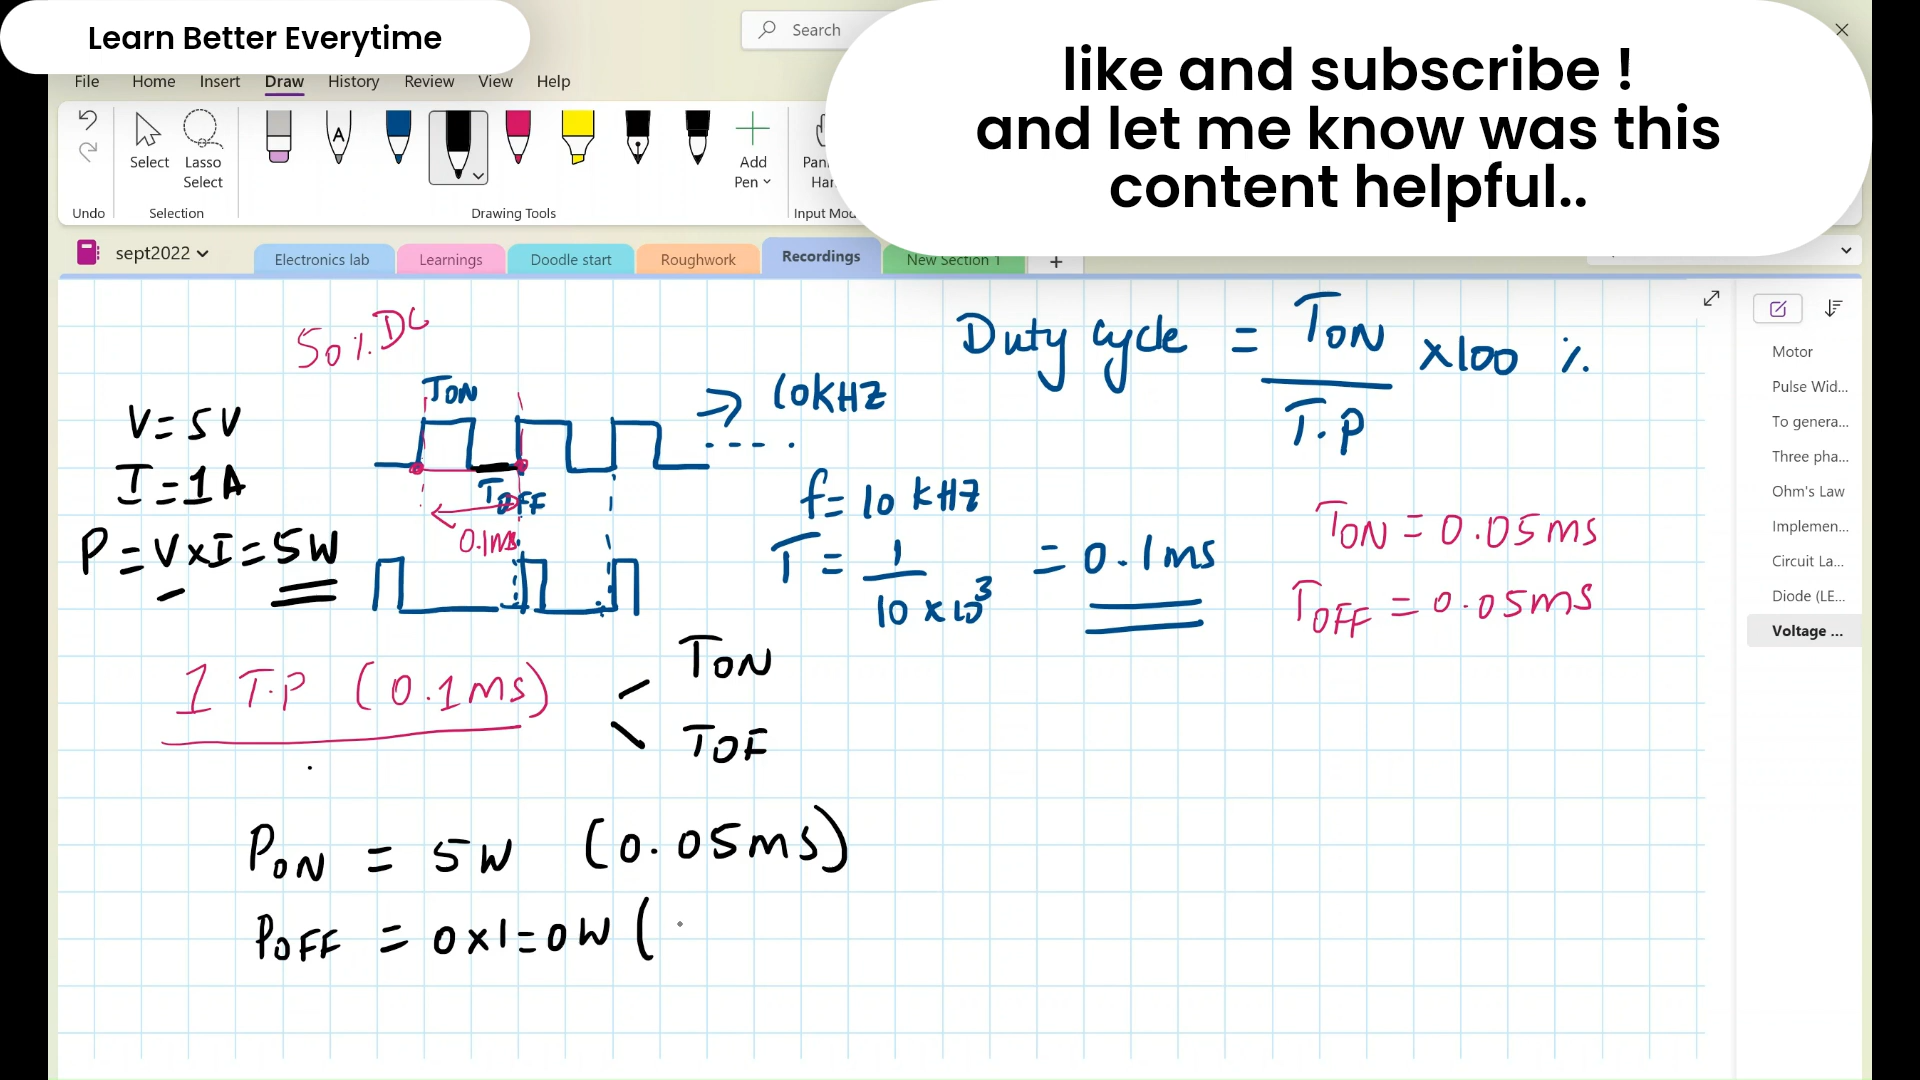 Learn Better Everytime
like and subscribe !
and let me know was this
content helpful..
Search
File Home Insert Draw History Review View Help
Select Lasso Select
Add Pen
Undo Selection Drawing Tools Input Mod
sept2022
Electronics lab Learnings Doodle start Roughwork Recordings New Section 1 +
50%. DC
Duty cycle = TON / T.P x100 %.
TON
10KHZ
V=5V
I=1A
P=VxI=5W
TOFF
0.1ms
f= 10 KHZ
T = 1 / 10 x10³ = 0.1ms
TON = 0.05ms
TOFF = 0.05ms
1 T.P (0.1ms)
TON
TOF
PON = 5W (0.05ms)
POFF = 0x1=0W (
Motor
Pulse Wid...
To genera...
Three pha...
Ohm's Law
Implemen...
Circuit La...
Diode (LE...
Voltage ...